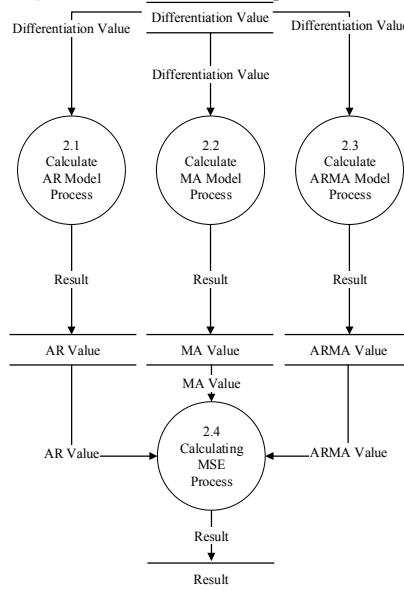 Differentiation Value
Differentiation Value
Differentiation Value
Differentiation Value
2.1
Calculate
AR Model
Process
2.2
Calculate
MA Model
Process
2.3
Calculate
ARMA Model
Process
Result
Result
Result
AR Value
MA Value
ARMA Value
MA Value
AR Value
2.4
Calculating
MSE
Process
ARMA Value
Result
Result